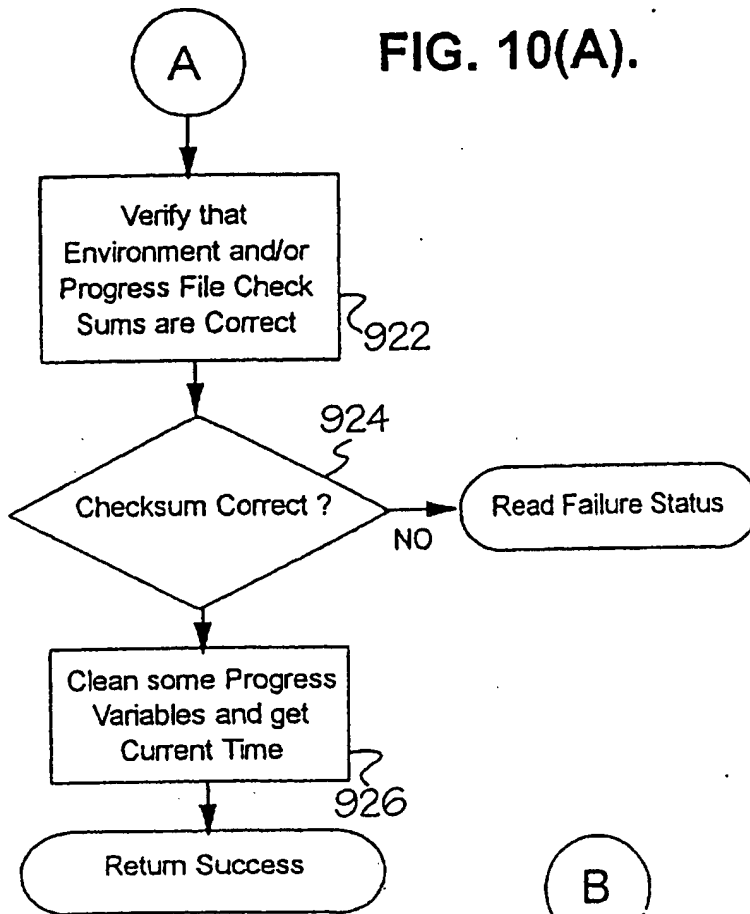 A
FIG. 10(A).
Verify that
Environment and/or
Progress File Check
Sums are Correct
922
924
Checksum Correct ?
NO
Read Failure Status
Clean some Progress
Variables and get
Current Time
926
Return Success
B